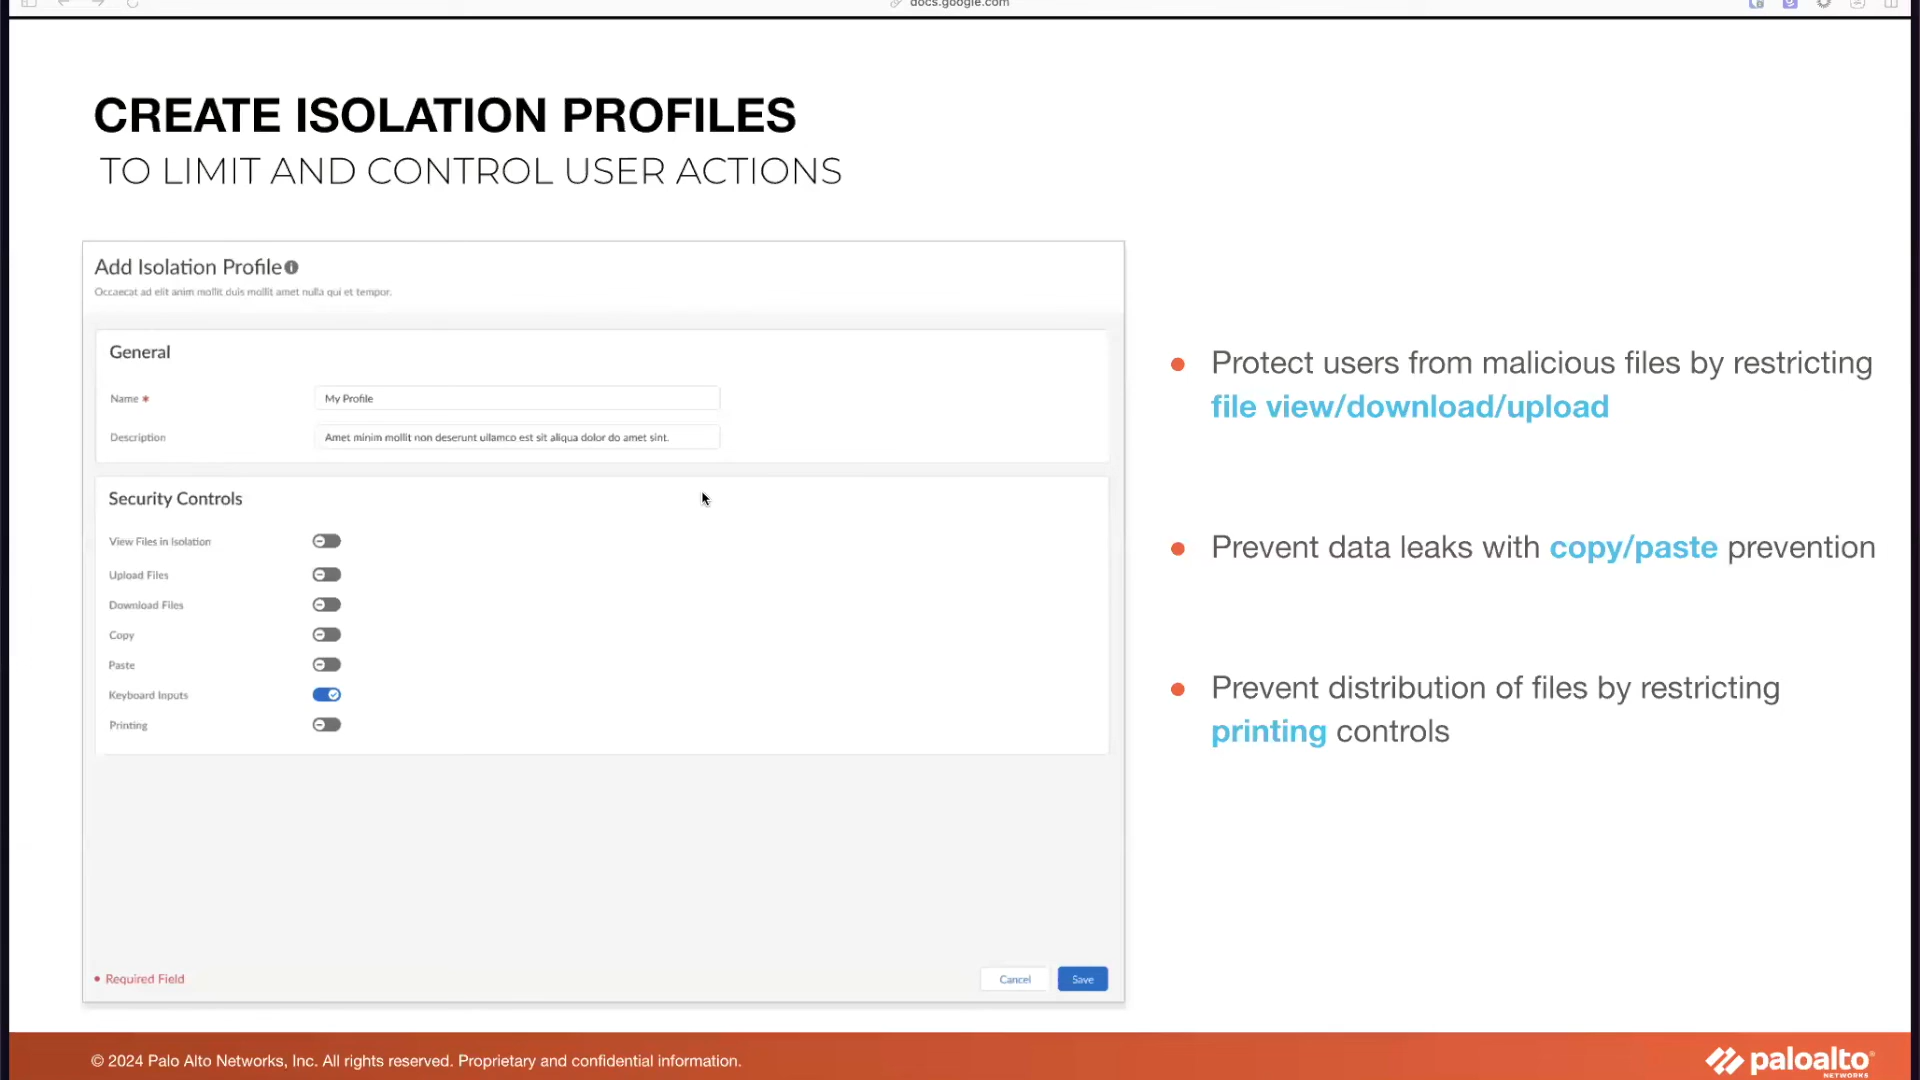 docs.google.com
CREATE ISOLATION PROFILES
TO LIMIT AND CONTROL USER ACTIONS
Add Isolation Profile
Occaecat ad elit anim mollit duis mollit amet nulla qui et tempor.
General
Name *
My Profile
Description
Amet minim mollit non deserunt ullamco est sit aliqua dolor do amet sint.
Security Controls
View Files in Isolation
Upload Files
Download Files
Copy
Paste
Keyboard Inputs
Printing
• Required Field
Cancel
Save
• Protect users from malicious files by restricting
file view/download/upload
• Prevent data leaks with copy/paste prevention
• Prevent distribution of files by restricting
printing controls
© 2024 Palo Alto Networks, Inc. All rights reserved. Proprietary and confidential information.
paloalto
NETWORKS